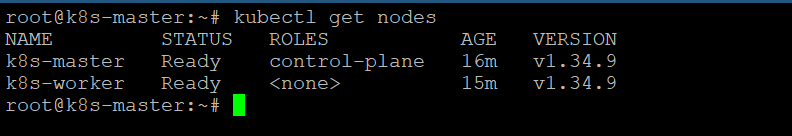 root@k8s-master:~# kubectl get nodes
NAME         STATUS   ROLES           AGE   VERSION
k8s-master   Ready    control-plane   16m   v1.34.9
k8s-worker   Ready    <none>          15m   v1.34.9
root@k8s-master:~#